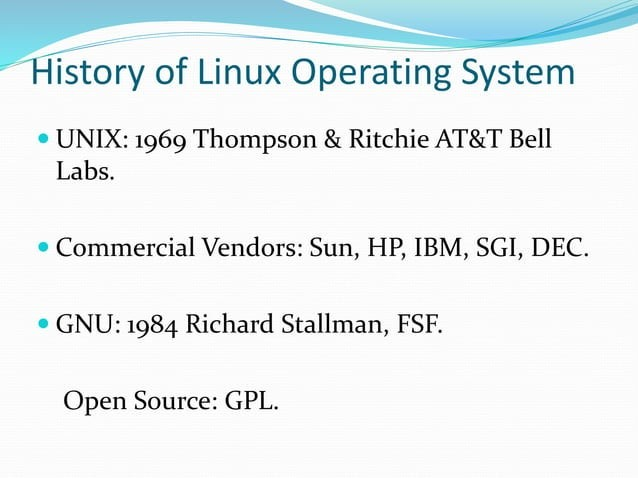 History of Linux Operating System
UNIX: 1969 Thompson & Ritchie AT&T Bell
Labs.
Commercial Vendors: Sun, HP, IBM, SGI, DEC.
GNU: 1984 Richard Stallman, FSF.
Open Source: GPL.